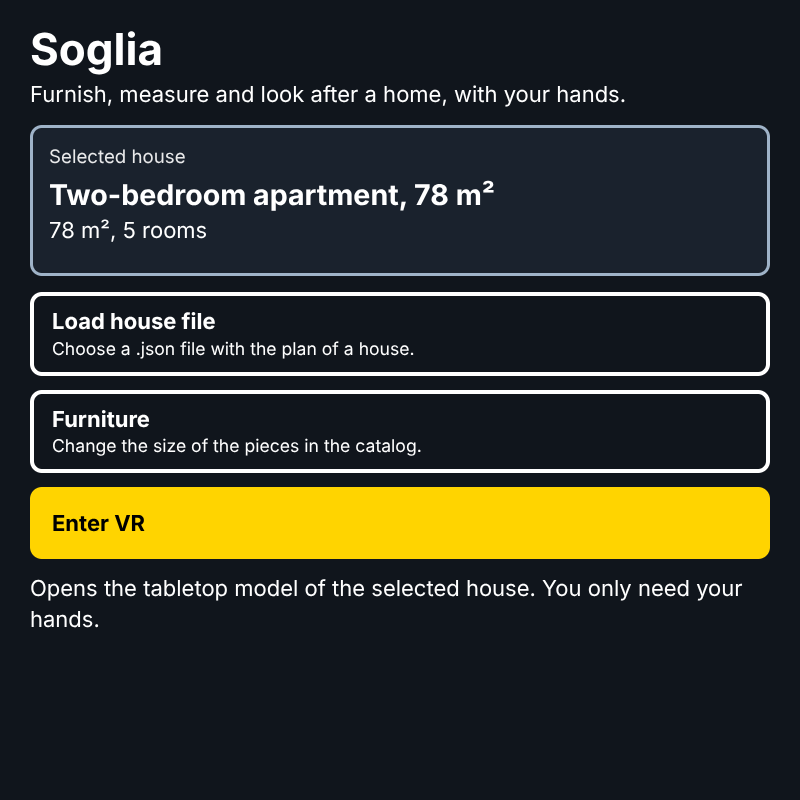 Soglia
Furnish, measure and look after a home, with your hands.
Selected house
Two-bedroom apartment, 78 m²
78 m², 5 rooms
Load house file
Choose a .json file with the plan of a house.
Furniture
Change the size of the pieces in the catalog.
Enter VR
Opens the tabletop model of the selected house. You only need your
hands.